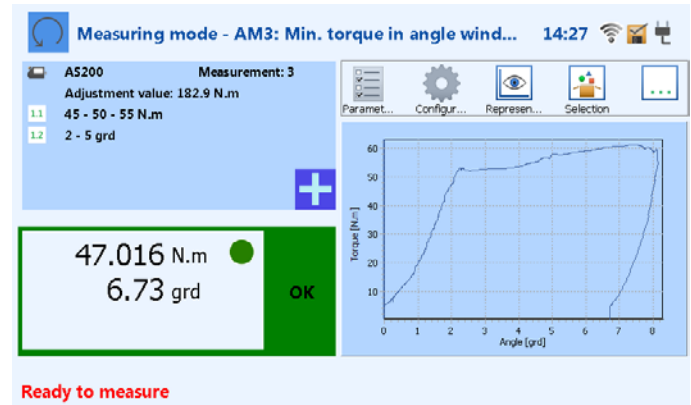 Measuring mode - AM3: Min. torque in angle wind... 14:27
AS200 Measurement: 3
Adjustment value: 182.9 N.m
1.1 45 - 50 - 55 N.m
1.2 2 - 5 grd
Paramet... Configur... Represen... Selection ...
47.016 N.m
6.73 grd
OK
60
50
40
30
20
10
Torque [N.m]
0 1 2 3 4 5 6 7 8
Angle [grd]
Ready to measure